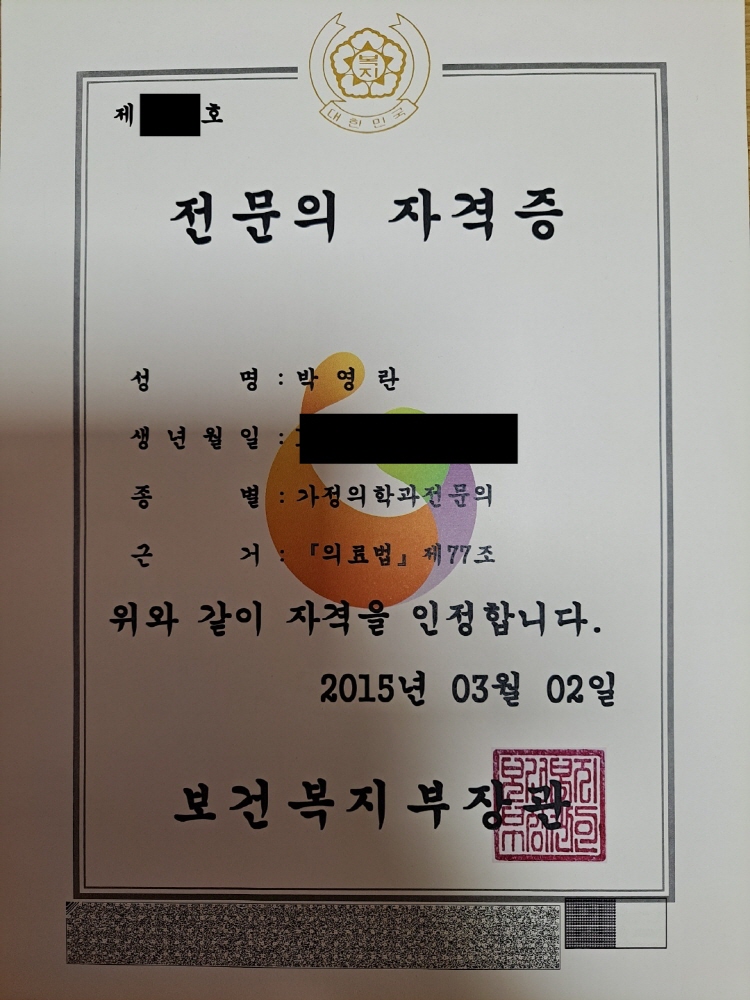 복지
대한민국
제 호
전문의 자격증
성 명 : 박영란
생년월일 :
종 별 : 가정의학과전문의
근 거 : 『의료법』 제77조
위와 같이 자격을 인정합니다.
2015년 03월 02일
보건복지부장관